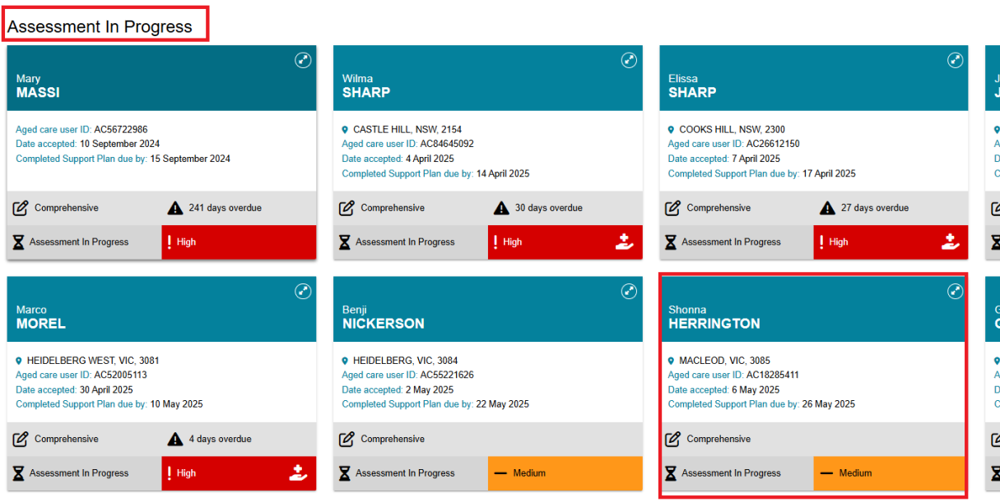 Assessment In Progress
Mary
MASSI
Aged care user ID: AC56722986
Date accepted: 10 September 2024
Completed Support Plan due by: 15 September 2024
Comprehensive
241 days overdue
Assessment In Progress
High
Wilma
SHARP
CASTLE HILL, NSW, 2154
Aged care user ID: AC84645092
Date accepted: 4 April 2025
Completed Support Plan due by: 14 April 2025
Comprehensive
30 days overdue
Assessment In Progress
High
Elissa
SHARP
COOKS HILL, NSW, 2300
Aged care user ID: AC26612150
Date accepted: 7 April 2025
Completed Support Plan due by: 17 April 2025
Comprehensive
27 days overdue
Assessment In Progress
High
Marco
MOREL
HEIDELBERG WEST, VIC, 3081
Aged care user ID: AC52005113
Date accepted: 30 April 2025
Completed Support Plan due by: 10 May 2025
Comprehensive
4 days overdue
Assessment In Progress
High
Benji
NICKERSON
HEIDELBERG, VIC, 3084
Aged care user ID: AC55221626
Date accepted: 2 May 2025
Completed Support Plan due by: 22 May 2025
Comprehensive
Assessment In Progress
Medium
Shonna
HERRINGTON
MACLEOD, VIC, 3085
Aged care user ID: AC18285411
Date accepted: 6 May 2025
Completed Support Plan due by: 26 May 2025
Comprehensive
Assessment In Progress
Medium